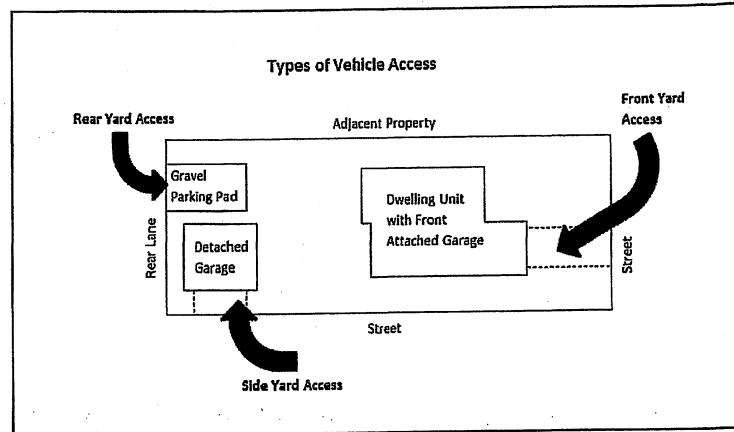 Types of Vehicle Access
Front Yard
Access
Rear Yard Access
Adjacent Property
Gravel
Parking Pad
Dwelling Unit
with Front
Attached Garage
Detached
Garage
Rear Lane
Street
Street
Side Yard Access